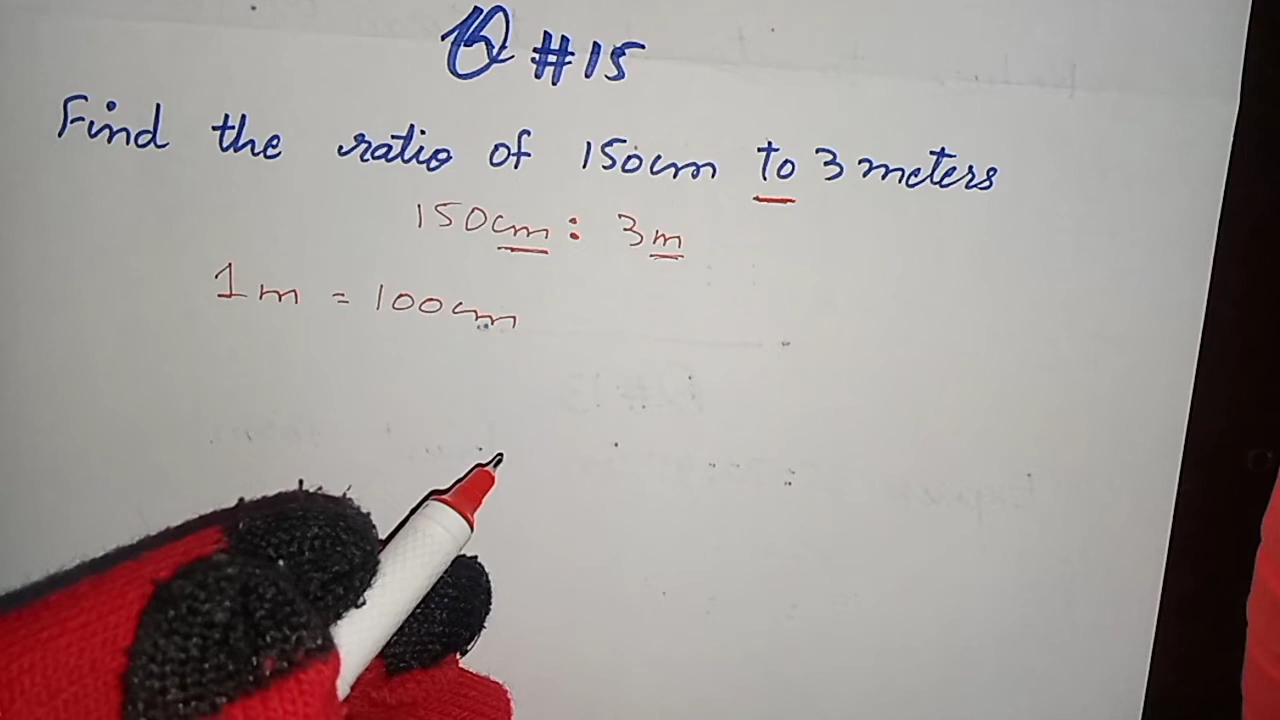 Q #15
Find the ratio of 150cm to 3 meters
150cm : 3m
1m = 100cm